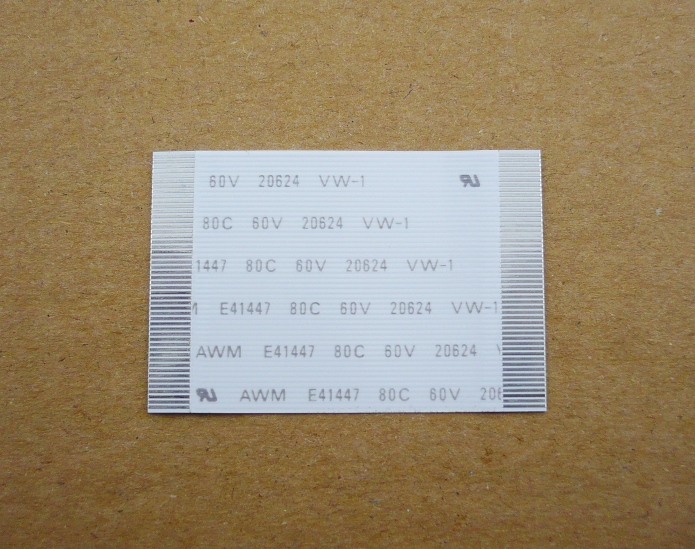 60V 20624 VW-1
80C 60V 20624 VW-1
1447 80C 60V 20624 VW-1
E41447 80C 60V 20624 VW-1
AWM E41447 80C 60V 20624
AWM E41447 80C 60V 206